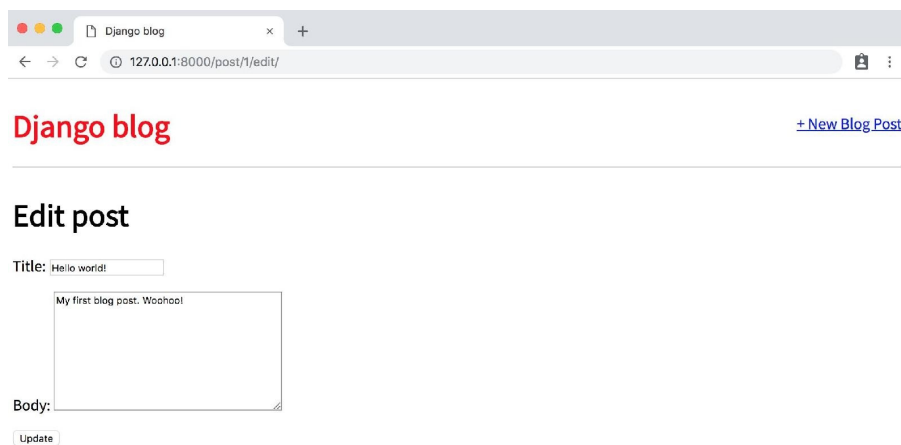 Django blog
127.0.0.1:8000/post/1/edit/
Django blog
+ New Blog Post
Edit post
Title: Hello world!
My first blog post. Woohoo!
Body:
Update